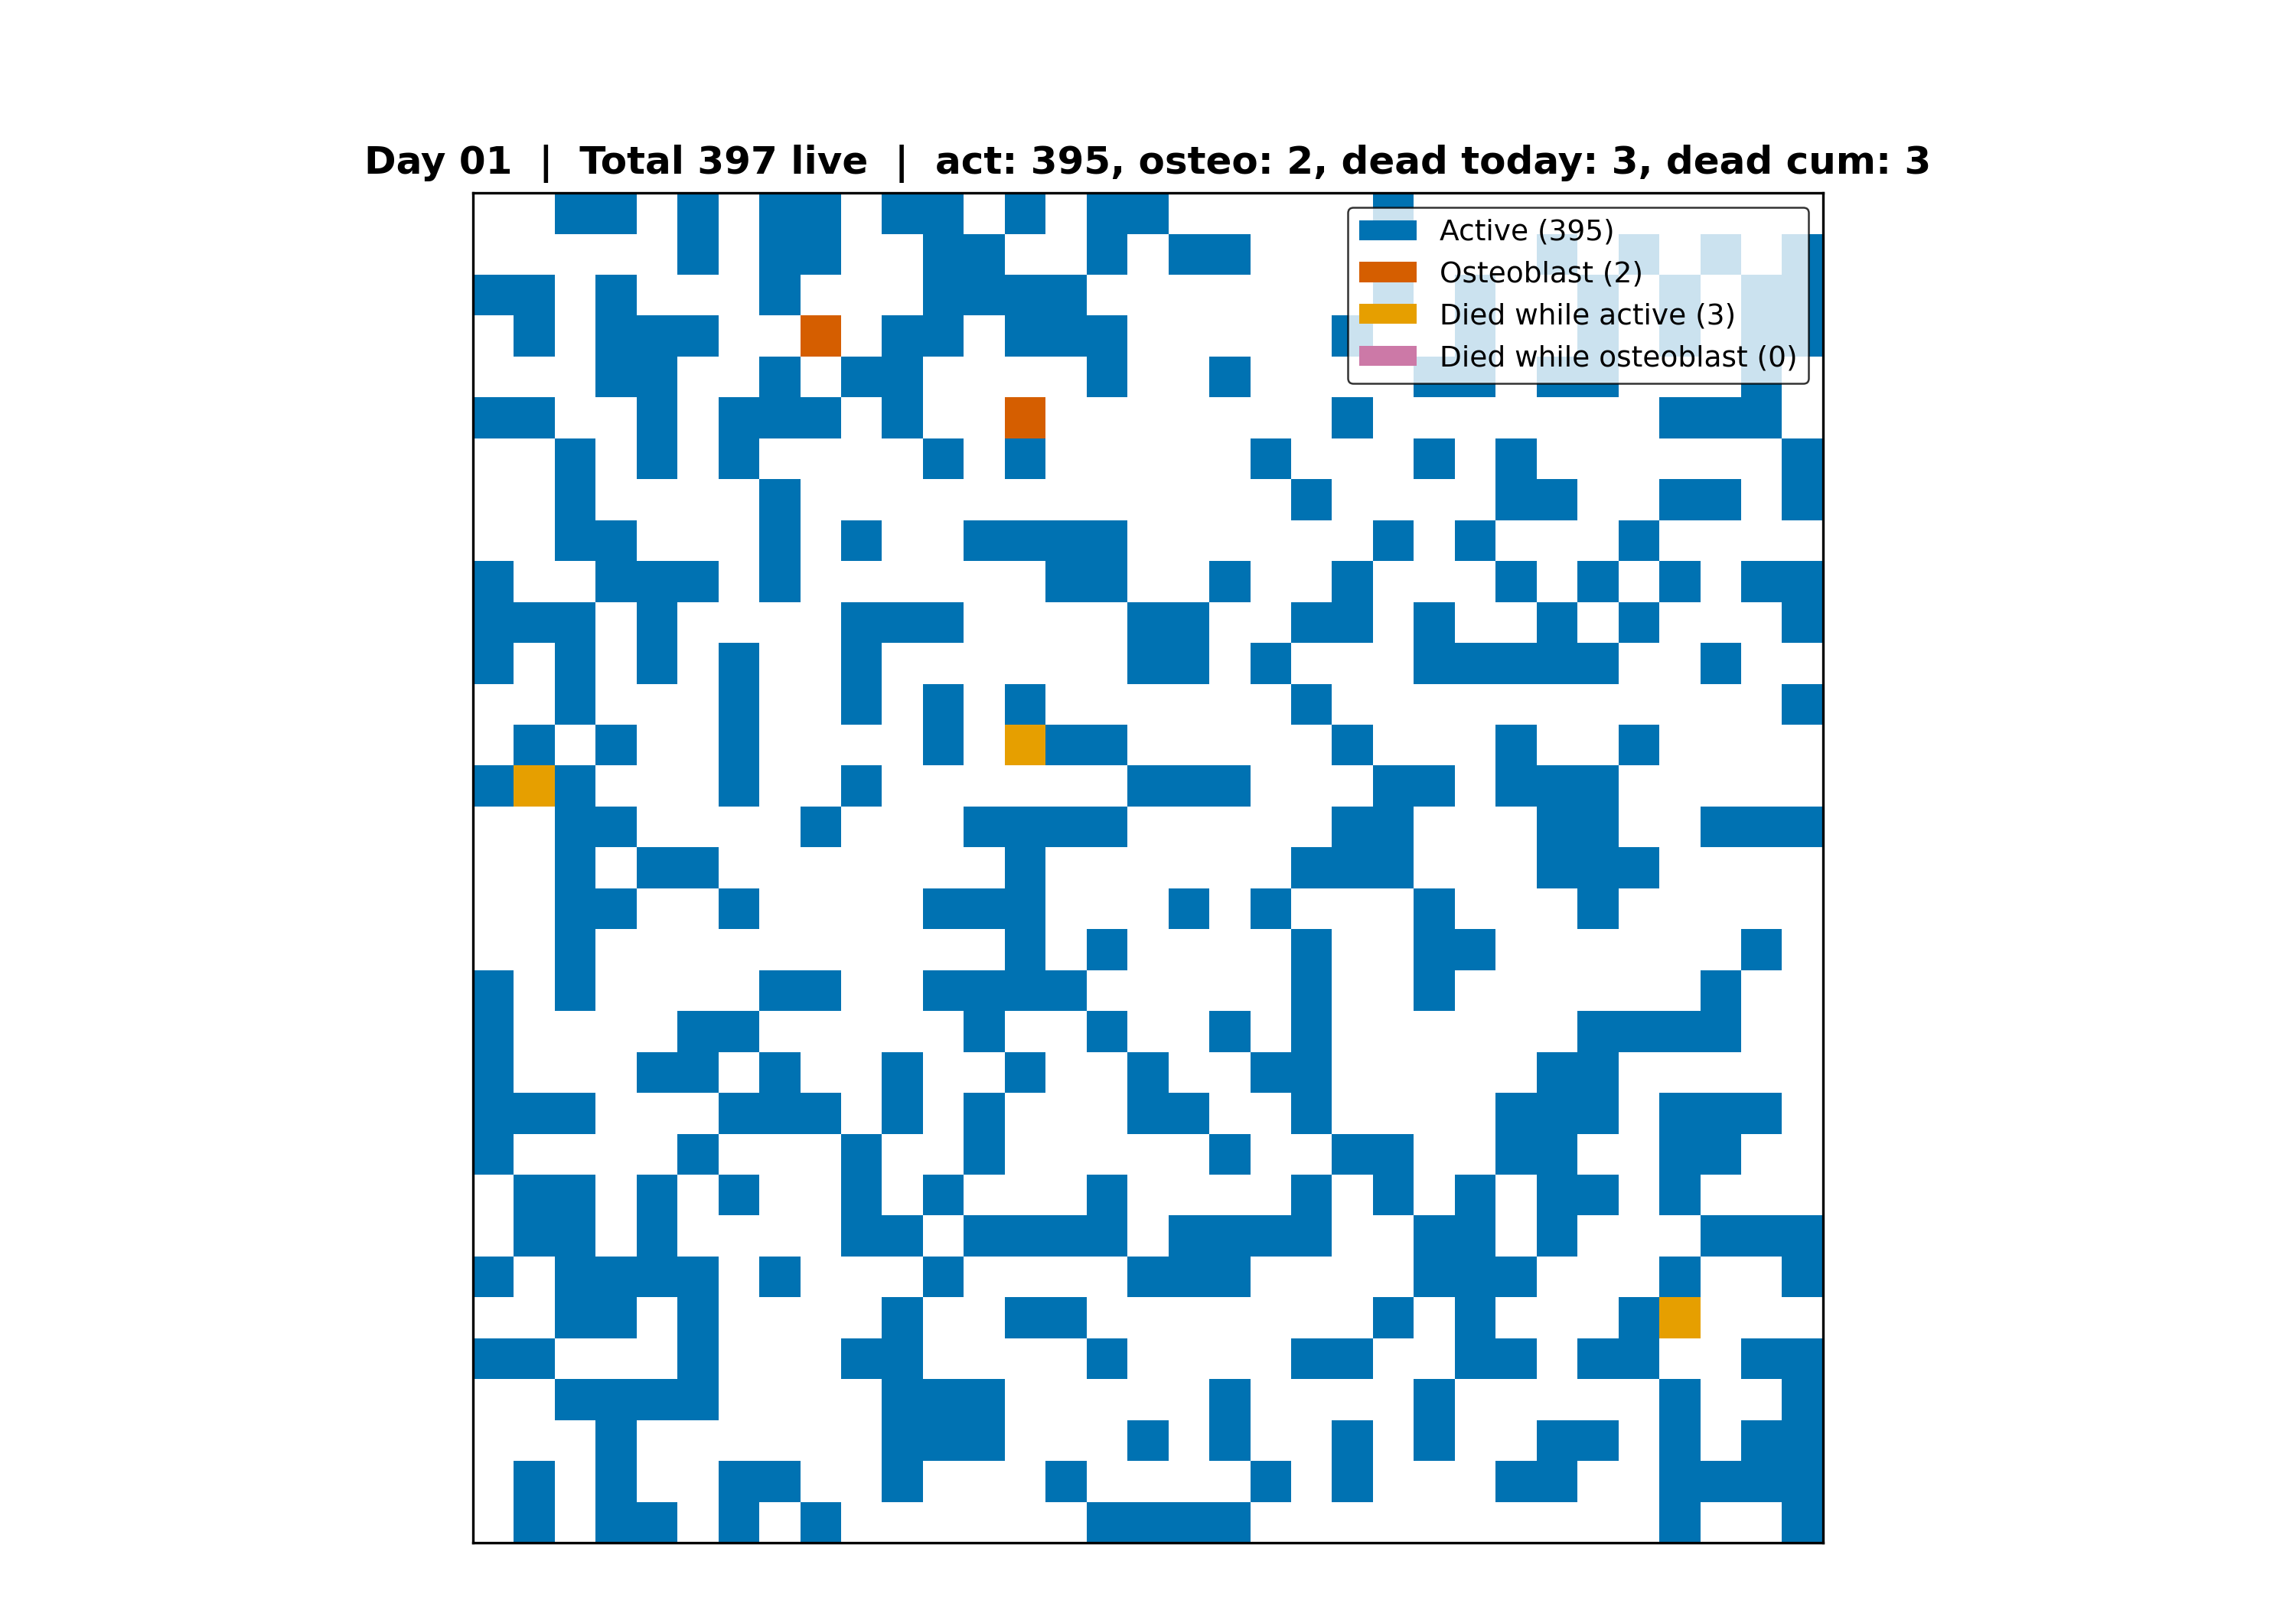 Day 01 | Total 397 live | act: 395, osteo: 2, dead today: 3, dead cum: 3
Active (395)
Osteoblast (2)
Died while active (3)
Died while osteoblast (0)